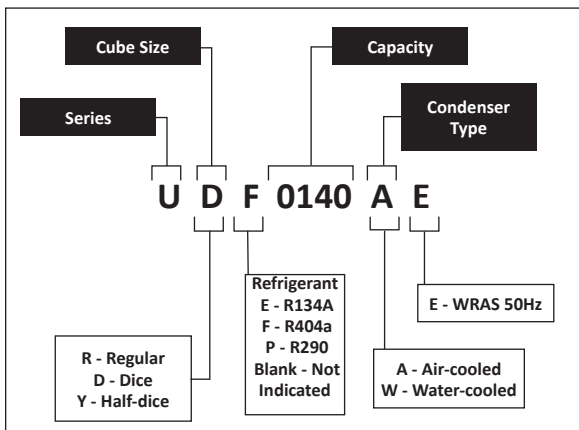 Cube Size
Capacity
Series
Condenser
Type
U D F 0140 A E
Refrigerant
E - R134A
F - R404a
P - R290
Blank - Not
Indicated
E - WRAS 50Hz
R - Regular
D - Dice
Y - Half-dice
A - Air-cooled
W - Water-cooled